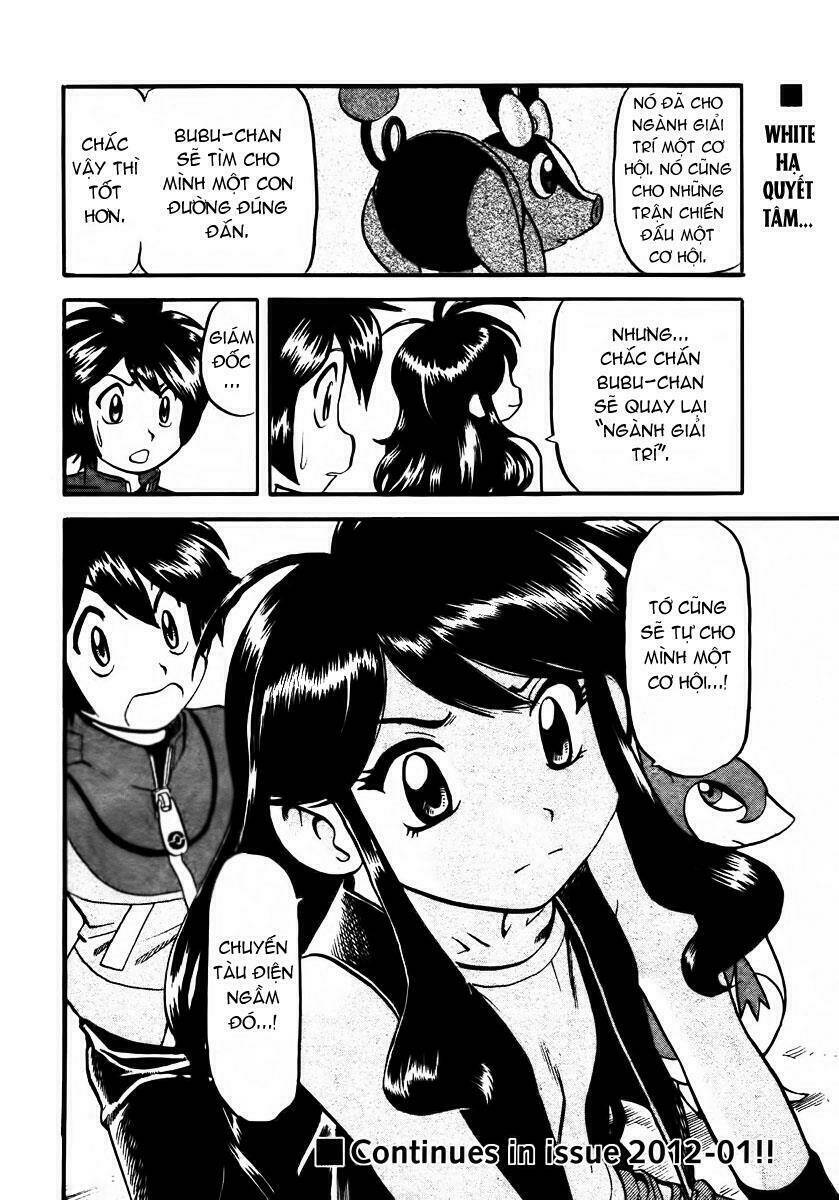 WHITE
HẠ
QUYẾT
TÂM...
NÓ ĐÃ CHO
NGÀNH GIẢI
TRÍ MỘT CƠ
HỘI. NÓ CŨNG
CHO NHỮNG
TRẬN CHIẾN
ĐẤU MỘT
CƠ HỘI.
BUBU-CHAN
SẼ TÌM CHO
MÌNH MỘT CON
ĐƯỜNG ĐÚNG
ĐẮN.
CHẮC
VẬY THÌ
TỐT
HƠN.
NHƯNG...
CHẮC CHẮN
BUBU-CHAN
SẼ QUAY LẠI
“NGÀNH GIẢI
TRÍ”.
GIÁM
ĐỐC
...
TỚ CŨNG
SẼ TỰ CHO
MÌNH MỘT
CƠ HỘI...!
CHUYẾN
TÀU ĐIỆN
NGẦM
ĐÓ...!
Continues in issue 2012-01!!